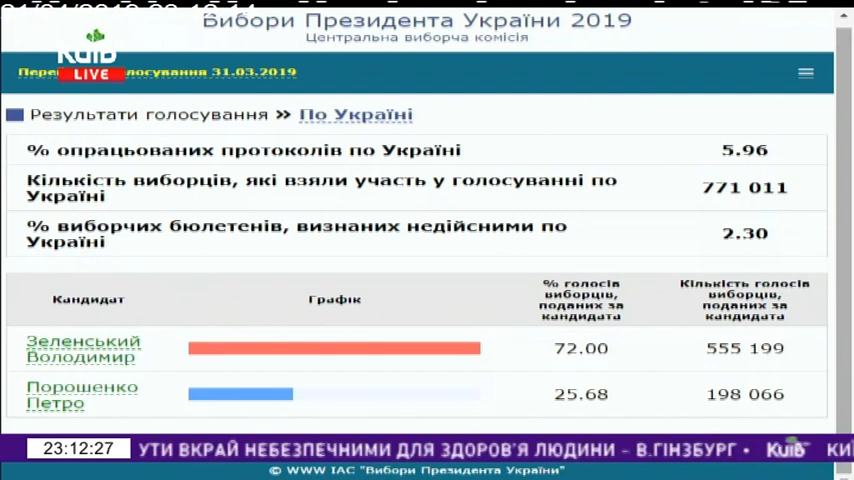 Вибори Президента України 2019
Центральна виборча комісія
КиїВ
LIVE
голосування 31.03.2019
Результати голосування » По Україні
% опрацьованих протоколів по Україні 5.96
Кількість виборців, які взяли участь у голосуванні по
Україні
771 011
% виборчих бюлетенів, визнаних недійсними по
Україні
2.30
Кандидат
Графік
% голосів
виборців,
поданих за
кандидата
Кількість голосів
виборців,
поданих за
кандидата
Зеленський
Володимир
72.00
555 199
Порошенко
Петро
25.68
198 066
23:12:27 УТИ ВКРАЙ НЕБЕЗПЕЧНИМИ ДЛЯ ЗДОРОВ'Я ЛЮДИНИ - В.ГІНЗБУРГ • КиїВ КИ
© WWW ІАС "Вибори Президента України"